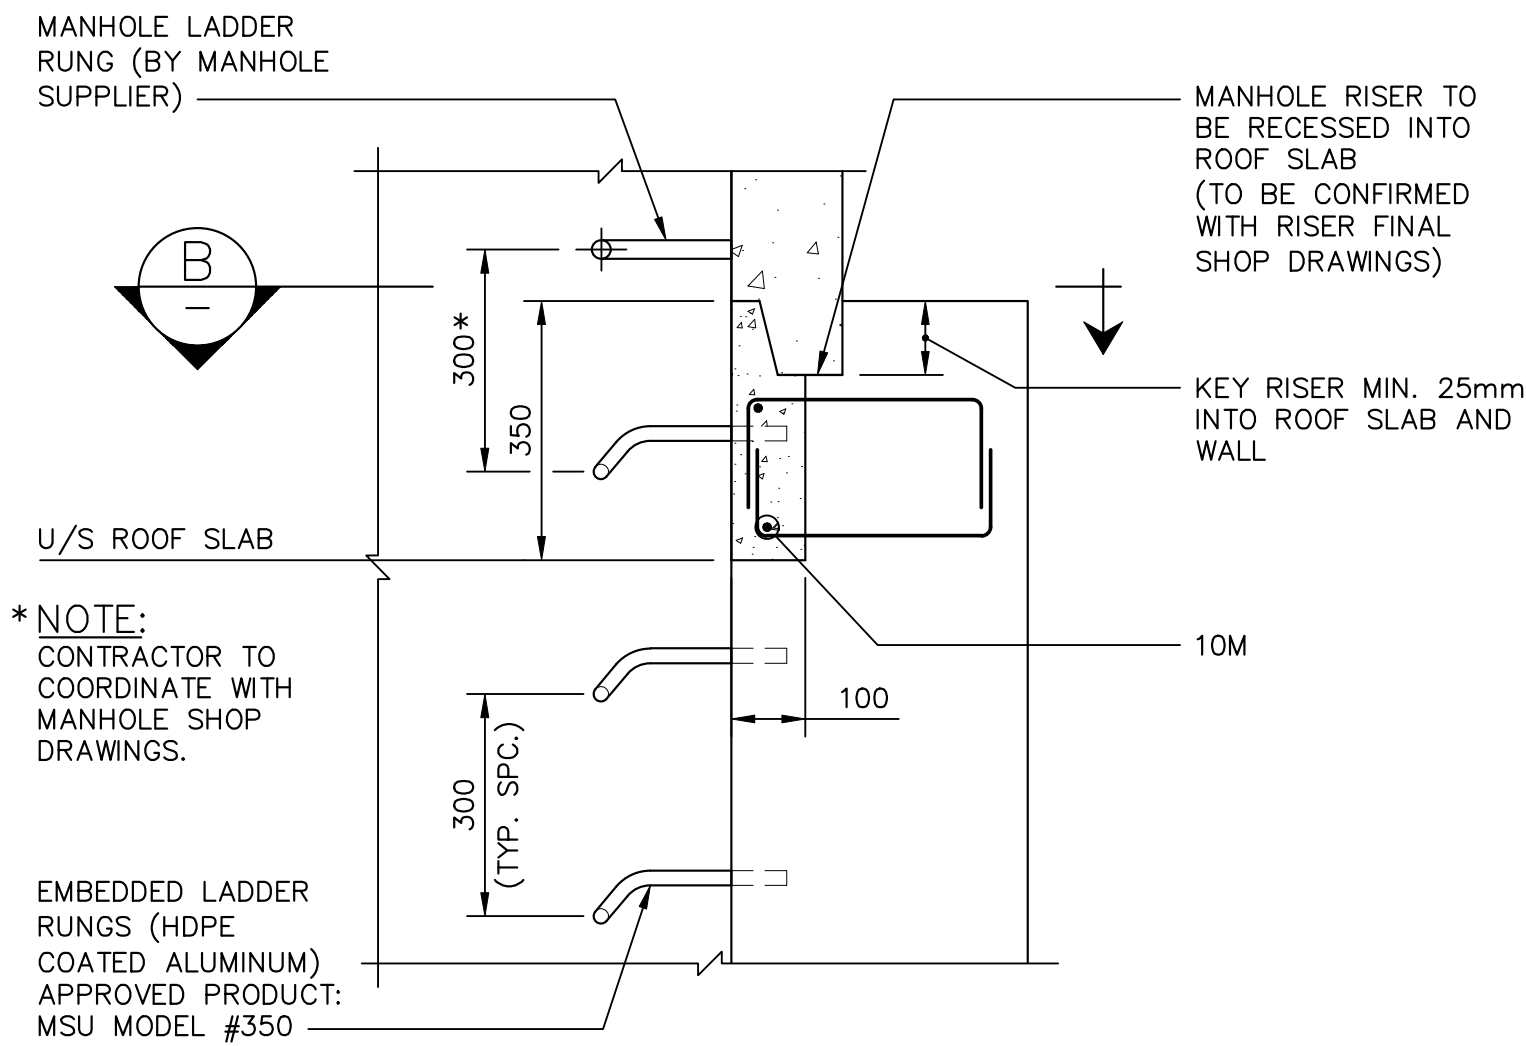 MANHOLE LADDER
RUNG (BY MANHOLE
SUPPLIER)
MANHOLE RISER TO
BE RECESSED INTO
ROOF SLAB
(TO BE CONFIRMED
WITH RISER FINAL
SHOP DRAWINGS)
B
–
300*
350
KEY RISER MIN. 25mm
INTO ROOF SLAB AND
WALL
U/S ROOF SLAB
* NOTE:
CONTRACTOR TO
COORDINATE WITH
MANHOLE SHOP
DRAWINGS.
10M
100
300
(TYP. SPC.)
EMBEDDED LADDER
RUNGS (HDPE
COATED ALUMINUM)
APPROVED PRODUCT:
MSU MODEL #350